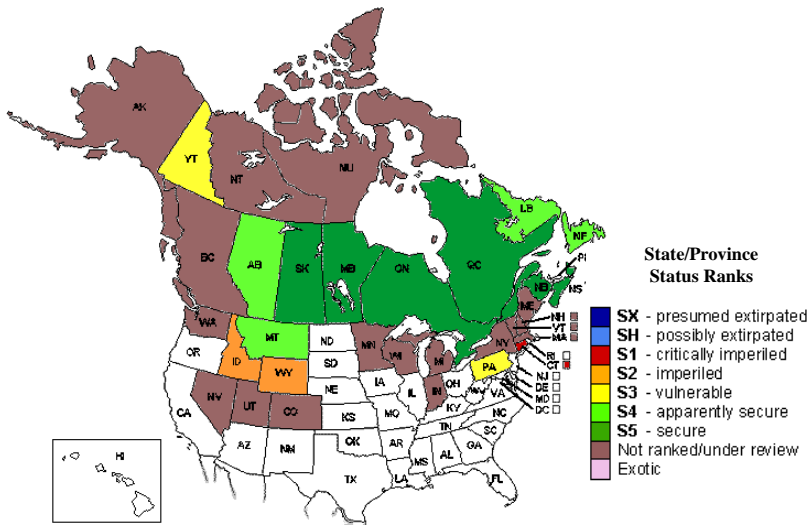 AK
YT
NT
NU
BC
AB
SK
MB
ON
QC
LB
NF
PI
NB
NS
ME
NH
VT
MA
WA
MT
ND
MN
OR
ID
WY
SD
WI
MI
NY
RI
CT
PA
NJ
DE
MD
DC
NV
UT
CO
NE
IA
IL
IN
OH
WV
VA
CA
KS
MO
KY
NC
TN
AZ
NM
OK
AR
SC
MS
AL
GA
TX
LA
FL
HI
State/Province
Status Ranks
SX - presumed extirpated
SH - possibly extirpated
S1 - critically imperiled
S2 - imperiled
S3 - vulnerable
S4 - apparently secure
S5 - secure
Not ranked/under review
Exotic